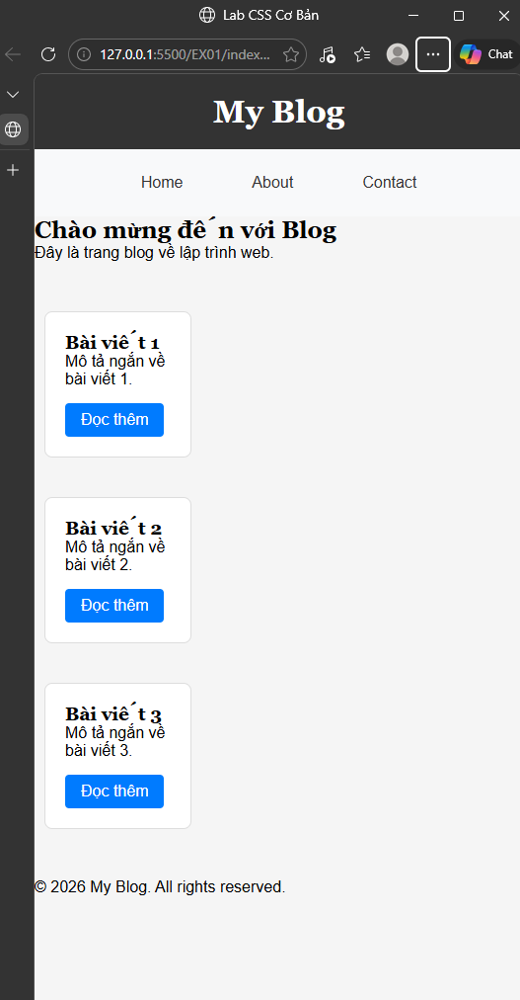 Lab CSS Cơ Bản
127.0.0.1:5500/EX01/index...
Chat
My Blog
Home About Contact
Chào mừng đến với Blog
Đây là trang blog về lập trình web.
Bài viết 1
Mô tả ngắn về
bài viết 1.
Đọc thêm
Bài viết 2
Mô tả ngắn về
bài viết 2.
Đọc thêm
Bài viết 3
Mô tả ngắn về
bài viết 3.
Đọc thêm
© 2026 My Blog. All rights reserved.